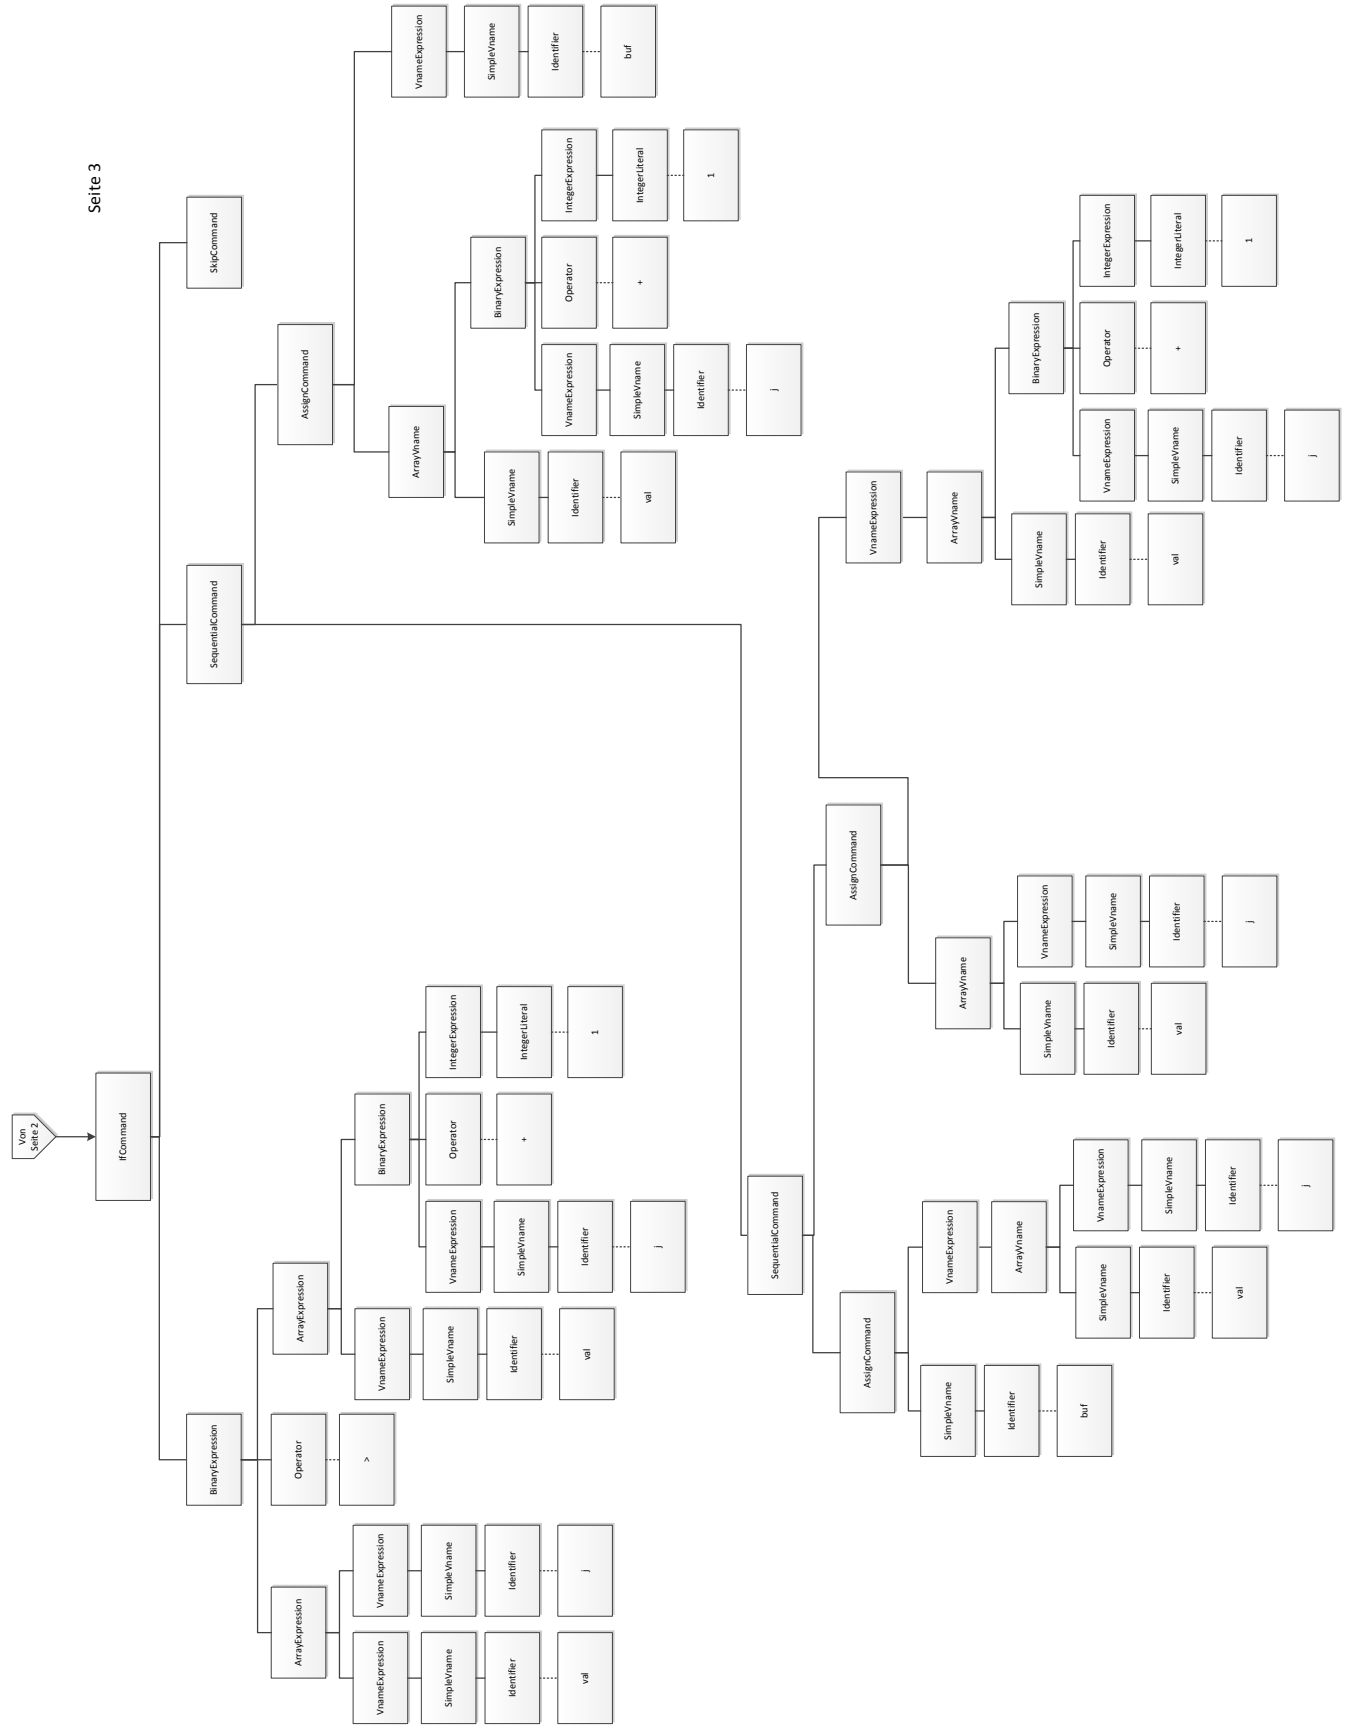 Seite 3
Von
Seite 2
IfCommand
BinaryExpression
ArrayExpression
VnameExpression
SimpleVname
Identifier
val
VnameExpression
SimpleVname
Identifier
j
Operator
>
ArrayExpression
VnameExpression
SimpleVname
Identifier
val
BinaryExpression
VnameExpression
SimpleVname
Identifier
j
Operator
+
IntegerExpression
IntegerLiteral
1
SequentialCommand
SequentialCommand
AssignCommand
SimpleVname
Identifier
buf
VnameExpression
ArrayVname
SimpleVname
Identifier
val
VnameExpression
SimpleVname
Identifier
j
AssignCommand
ArrayVname
SimpleVname
Identifier
val
VnameExpression
SimpleVname
Identifier
j
VnameExpression
ArrayVname
SimpleVname
Identifier
val
BinaryExpression
VnameExpression
SimpleVname
Identifier
j
Operator
+
IntegerExpression
IntegerLiteral
1
AssignCommand
ArrayVname
SimpleVname
Identifier
val
BinaryExpression
VnameExpression
SimpleVname
Identifier
j
Operator
+
IntegerExpression
IntegerLiteral
1
VnameExpression
SimpleVname
Identifier
buf
SkipCommand